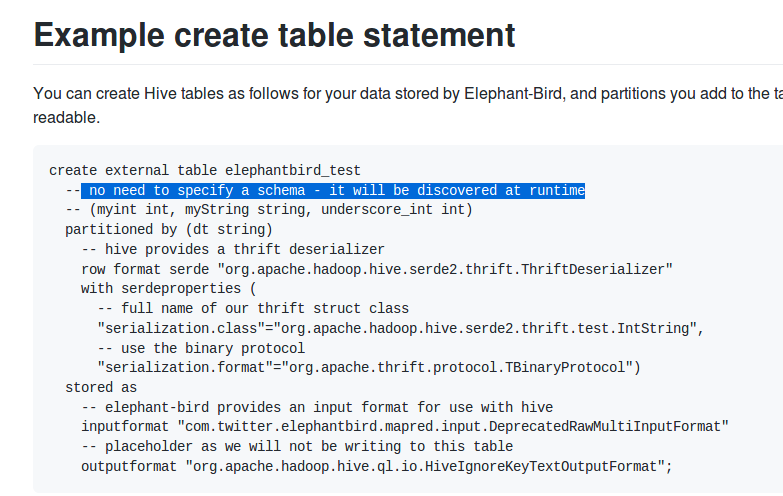 Example create table statement
You can create Hive tables as follows for your data stored by Elephant-Bird, and partitions you add to the
readable.
create external table elephantbird_test
-- no need to specify a schema - it will be discovered at runtime
-- (myint int, myString string, underscore_int int)
partitioned by (dt string)
-- hive provides a thrift deserializer
row format serde "org.apache.hadoop.hive.serde2.thrift.ThriftDeserializer"
with serdeproperties (
-- full name of our thrift struct class
"serialization.class"="org.apache.hadoop.hive.serde2.thrift.test.IntString",
-- use the binary protocol
"serialization.format"="org.apache.thrift.protocol.TBinaryProtocol")
stored as
-- elephant-bird provides an input format for use with hive
inputformat "com.twitter.elephantbird.mapred.input.DeprecatedRawMultiInputFormat"
-- placeholder as we will not be writing to this table
outputformat "org.apache.hadoop.hive.ql.io.HiveIgnoreKeyTextOutputFormat";